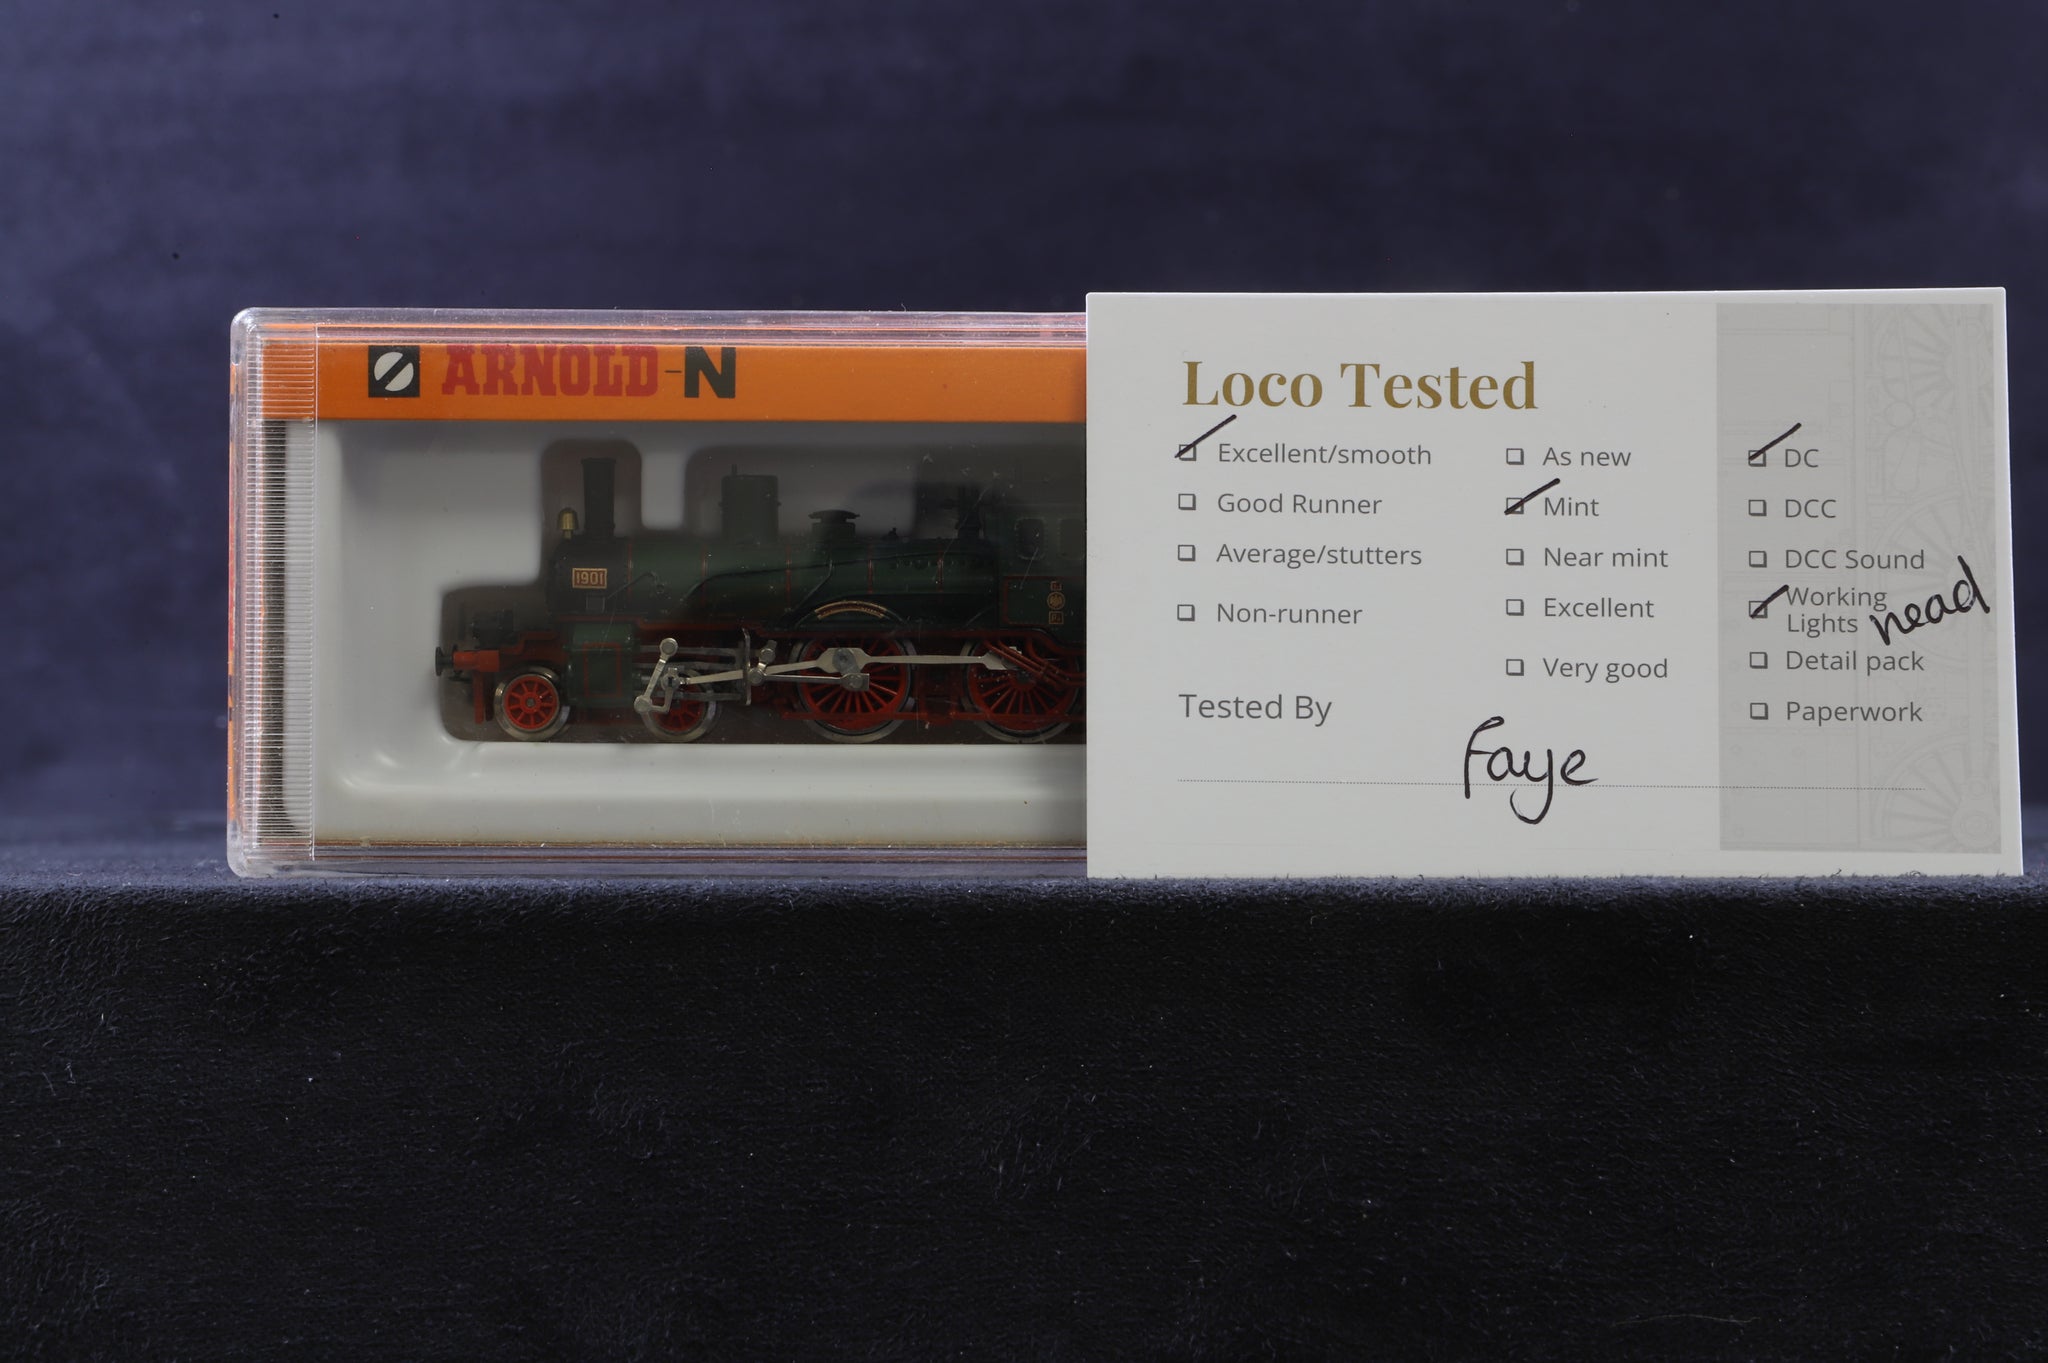 ARNOLD-N
1901
Loco Tested
Excellent/smooth
Good Runner
Average/stutters
Non-runner
As new
Mint
Near mint
Excellent
Very good
DC
DCC
DCC Sound
Working
Lights head
Detail pack
Paperwork
Tested By
Faye